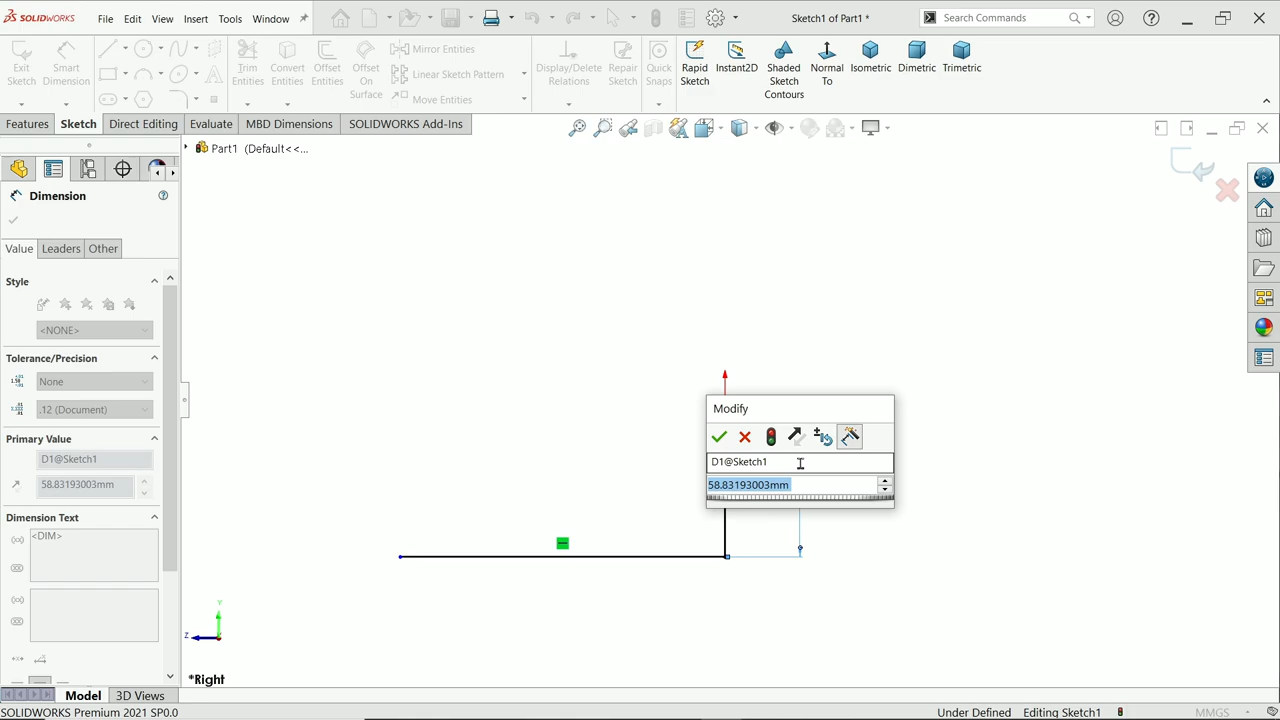 SOLIDWORKS File Edit View Insert Tools Window Sketch1 of Part1 * Search Commands
Exit Sketch
Smart Dimension
Trim Entities
Convert Entities
Offset Entities
Offset On Surface
Mirror Entities
Linear Sketch Pattern
Move Entities
Display/Delete Relations
Repair Sketch
Quick Snaps
Rapid Sketch
Instant2D
Shaded Sketch Contours
Normal To
Isometric
Dimetric
Trimetric
Features Sketch Direct Editing Evaluate MBD Dimensions SOLIDWORKS Add-Ins
Part1 (Default<<...
Dimension
Value Leaders Other
Style
<NONE>
Tolerance/Precision
None
.12 (Document)
Primary Value
D1@Sketch1
58.83193003mm
Dimension Text
<DIM>
Modify
D1@Sketch1
58.83193003mm
Y
Z
*Right
Model 3D Views
SOLIDWORKS Premium 2021 SP0.0 Under Defined Editing Sketch1 MMGS